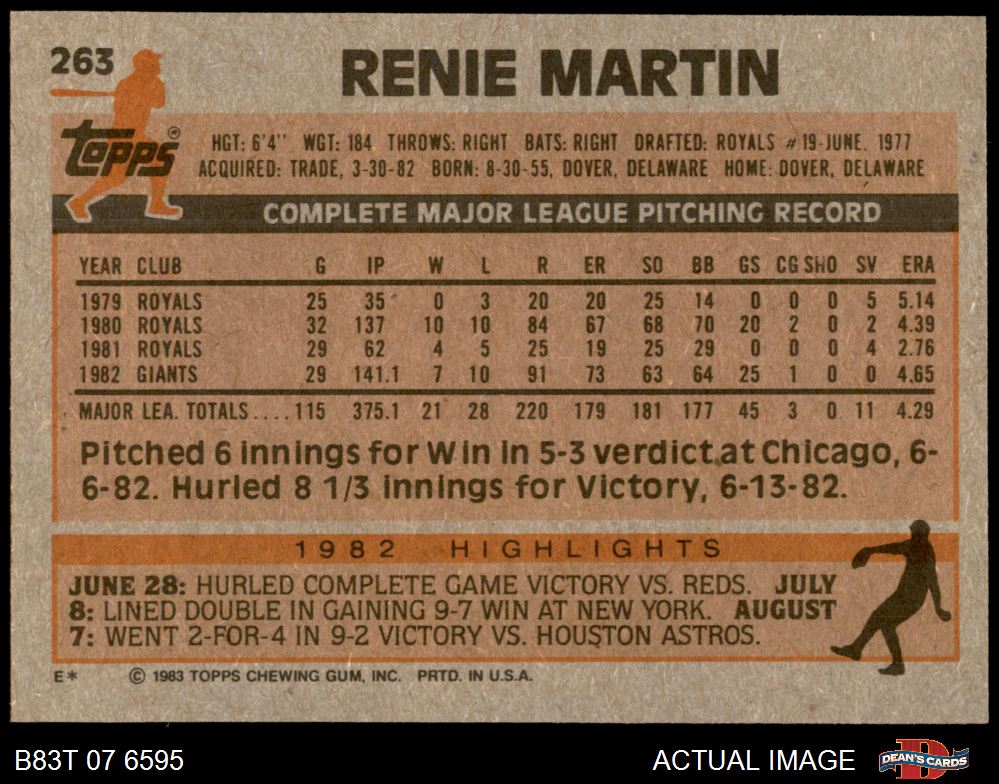 263
RENIE MARTIN
Topps®
HGT: 6'4" WGT: 184 THROWS: RIGHT BATS: RIGHT DRAFTED: ROYALS #19-JUNE, 1977
ACQUIRED: TRADE, 3-30-82 BORN: 8-30-55, DOVER, DELAWARE HOME: DOVER, DELAWARE
COMPLETE MAJOR LEAGUE PITCHING RECORD
YEAR CLUB G IP W L R ER SO BB GS CG SHO SV ERA
1979 ROYALS 25 35 0 3 20 20 25 14 0 0 0 5 5.14
1980 ROYALS 32 137 10 10 84 67 68 70 20 2 0 2 4.39
1981 ROYALS 29 62 4 5 25 19 25 29 0 0 0 4 2.76
1982 GIANTS 29 141.1 7 10 91 73 63 64 25 1 0 0 4.65
MAJOR LEA. TOTALS.... 115 375.1 21 28 220 179 181 177 45 3 0 11 4.29
Pitched 6 innings for Win in 5-3 verdict at Chicago, 6-
6-82. Hurled 8 1/3 innings for Victory, 6-13-82.
1982 HIGHLIGHTS
JUNE 28: HURLED COMPLETE GAME VICTORY VS. REDS. JULY
8: LINED DOUBLE IN GAINING 9-7 WIN AT NEW YORK. AUGUST
7: WENT 2-FOR-4 IN 9-2 VICTORY VS. HOUSTON ASTROS.
E* © 1983 TOPPS CHEWING GUM, INC. PRTD. IN U.S.A.
B83T 07 6595
ACTUAL IMAGE
D
DEAN'S CARDS